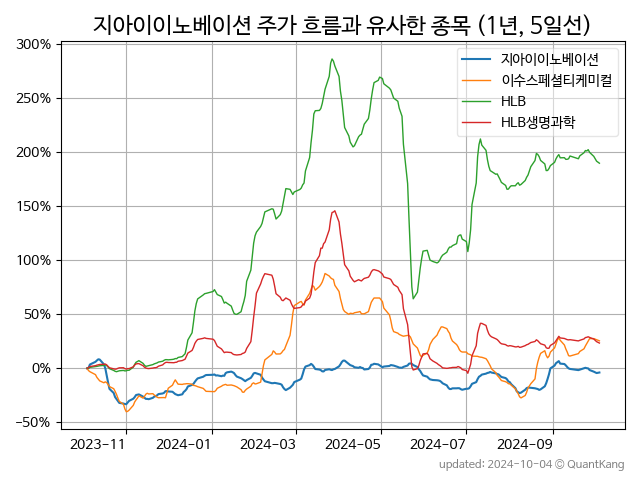 지아이이노베이션 주가 흐름과 유사한 종목 (1년, 5일선)
300%
250%
200%
150%
100%
50%
0%
−50%
지아이이노베이션
이수스페셜티케미컬
HLB
HLB생명과학
2023−11
2024−01
2024−03
2024−05
2024−07
2024−09
updated: 2024-10-04 © QuantKang